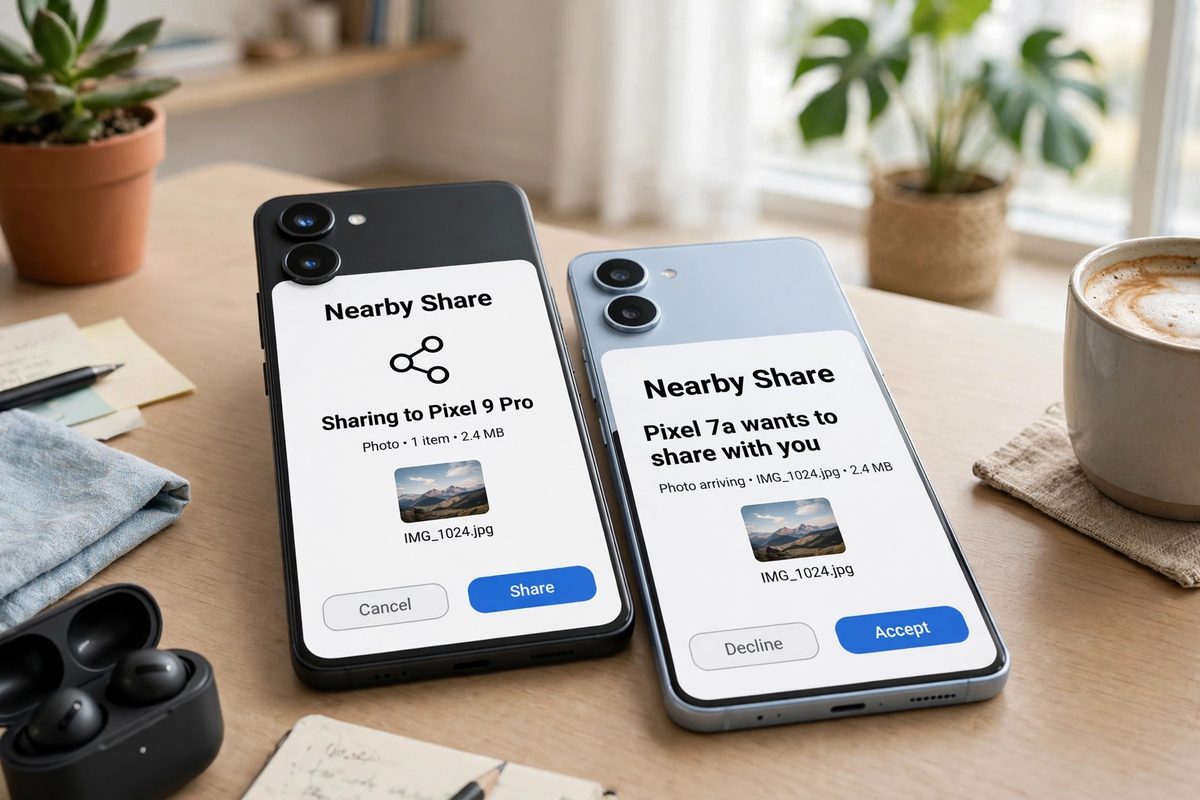 Nearby Share
Sharing to Pixel 9 Pro
Photo • 1 item • 2.4 MB
IMG_1024.jpg
Cancel
Share
Nearby Share
Pixel 7a wants to
share with you
Photo arriving • IMG_1024.jpg • 2.4 MB
IMG_1024.jpg
Decline
Accept